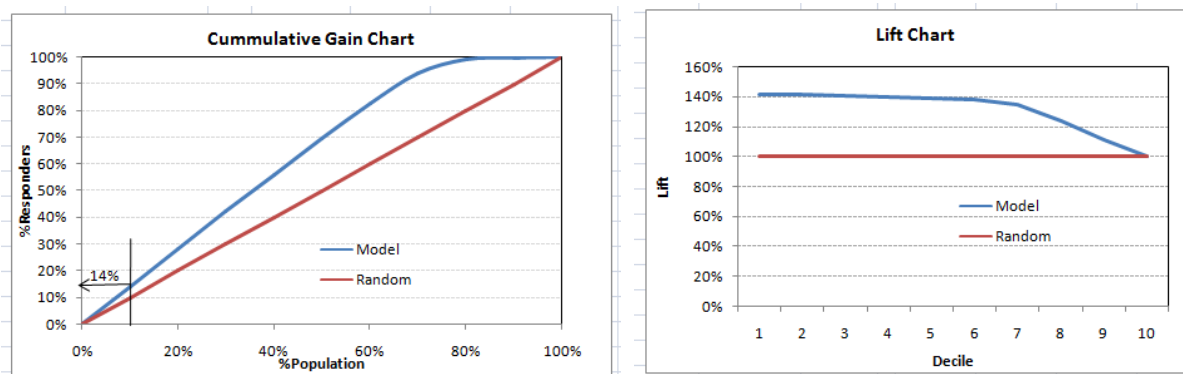 Cummulative Gain Chart
100%
90%
80%
70%
60%
50%
40%
30%
20%
10%
0%
%Responders
14%
Model
Random
0% 20% 40% 60% 80% 100%
%Population
Lift Chart
160%
140%
120%
100%
80%
60%
40%
20%
0%
Lift
Model
Random
1 2 3 4 5 6 7 8 9 10
Decile